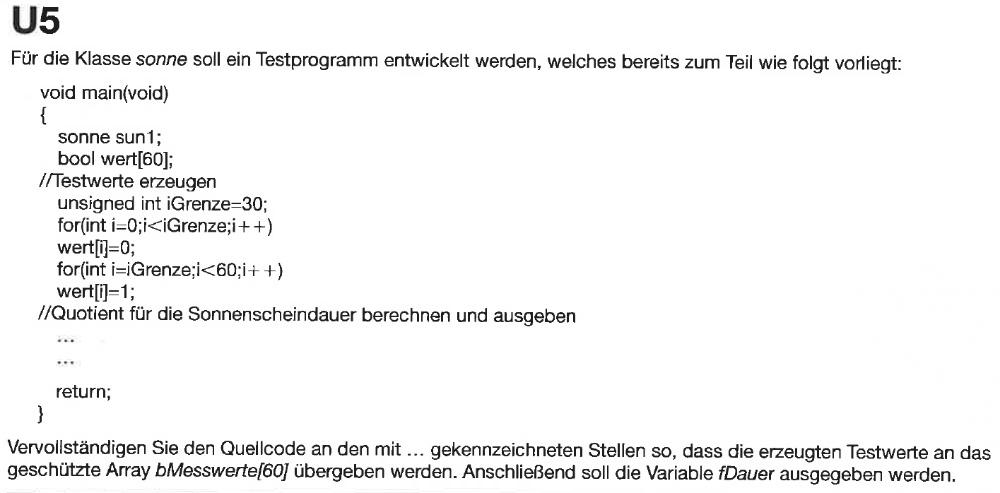 U5
Für die Klasse sonne soll ein Testprogramm entwickelt werden, welches bereits zum Teil wie folgt vorliegt:
void main(void)
{
sonne sun1;
bool wert[60];
//Testwerte erzeugen
unsigned int iGrenze=30;
for(int i=0;i<iGrenze;i++)
wert[i]=0;
for(int i=iGrenze;i<60;i++)
wert[i]=1;
//Quotient für die Sonnenscheindauer berechnen und ausgeben
...
...
return;
}
Vervollständigen Sie den Quellcode an den mit ... gekennzeichneten Stellen so, dass die erzeugten Testwerte an das
geschützte Array bMesswerte[60] übergeben werden. Anschließend soll die Variable fDauer ausgegeben werden.